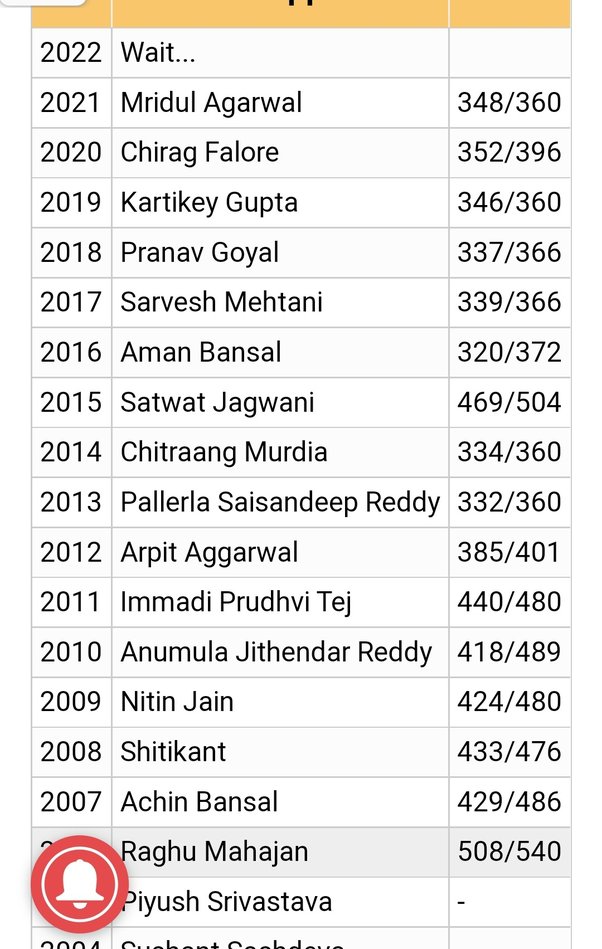 2022 Wait...
2021 Mridul Agarwal 348/360
2020 Chirag Falore 352/396
2019 Kartikey Gupta 346/360
2018 Pranav Goyal 337/366
2017 Sarvesh Mehtani 339/366
2016 Aman Bansal 320/372
2015 Satwat Jagwani 469/504
2014 Chitraang Murdia 334/360
2013 Pallerla Saisandeep Reddy 332/360
2012 Arpit Aggarwal 385/401
2011 Immadi Prudhvi Tej 440/480
2010 Anumula Jithendar Reddy 418/489
2009 Nitin Jain 424/480
2008 Shitikant 433/476
2007 Achin Bansal 429/486
Raghu Mahajan 508/540
Piyush Srivastava -
2004